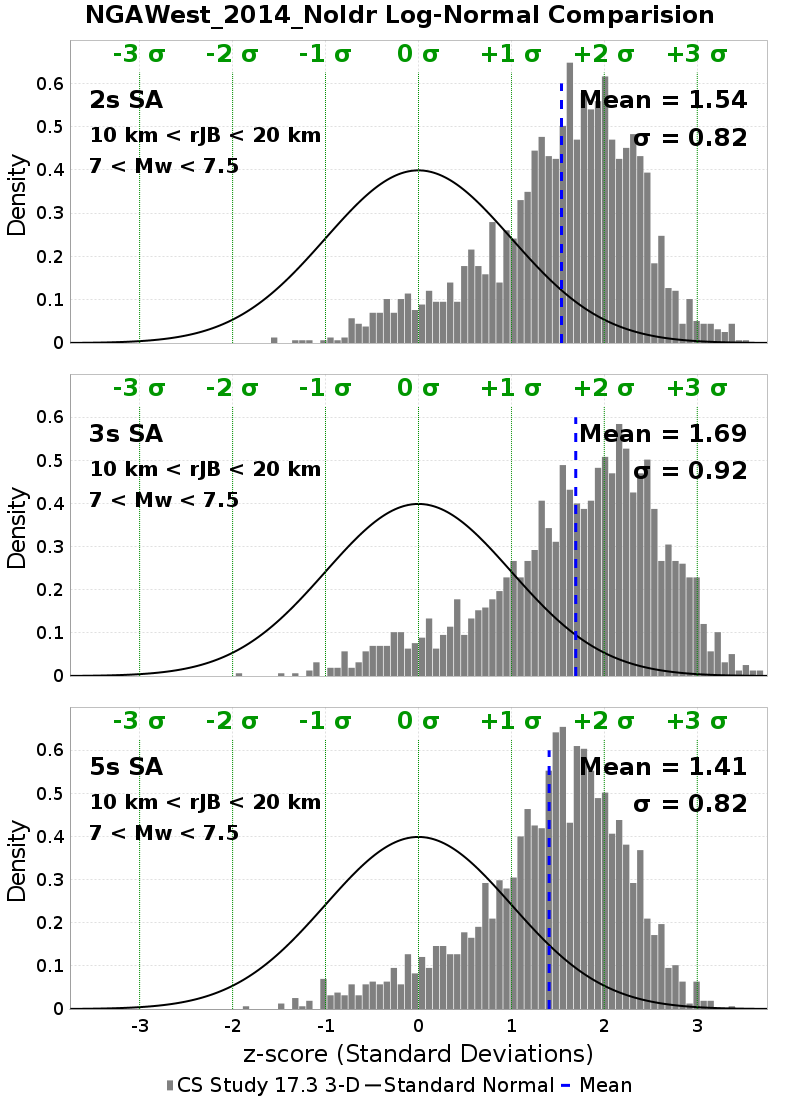 NGAWest_2014_NoIdr Log-Normal Comparision
-3 σ -2 σ -1 σ 0 σ +1 σ +2 σ +3 σ
0.6
2s SA Mean = 1.54
0.5
10 km < rJB < 20 km σ = 0.82
7 < Mw < 7.5
0.4
Density
0.3
0.2
0.1
0
-3 σ -2 σ -1 σ 0 σ +1 σ +2 σ +3 σ
0.6
3s SA Mean = 1.69
0.5
10 km < rJB < 20 km σ = 0.92
7 < Mw < 7.5
0.4
Density
0.3
0.2
0.1
0
-3 σ -2 σ -1 σ 0 σ +1 σ +2 σ +3 σ
0.6
5s SA Mean = 1.41
0.5
10 km < rJB < 20 km σ = 0.82
7 < Mw < 7.5
0.4
Density
0.3
0.2
0.1
0
-3 -2 -1 0 1 2 3
z-score (Standard Deviations)
CS Study 17.3 3-D Standard Normal Mean